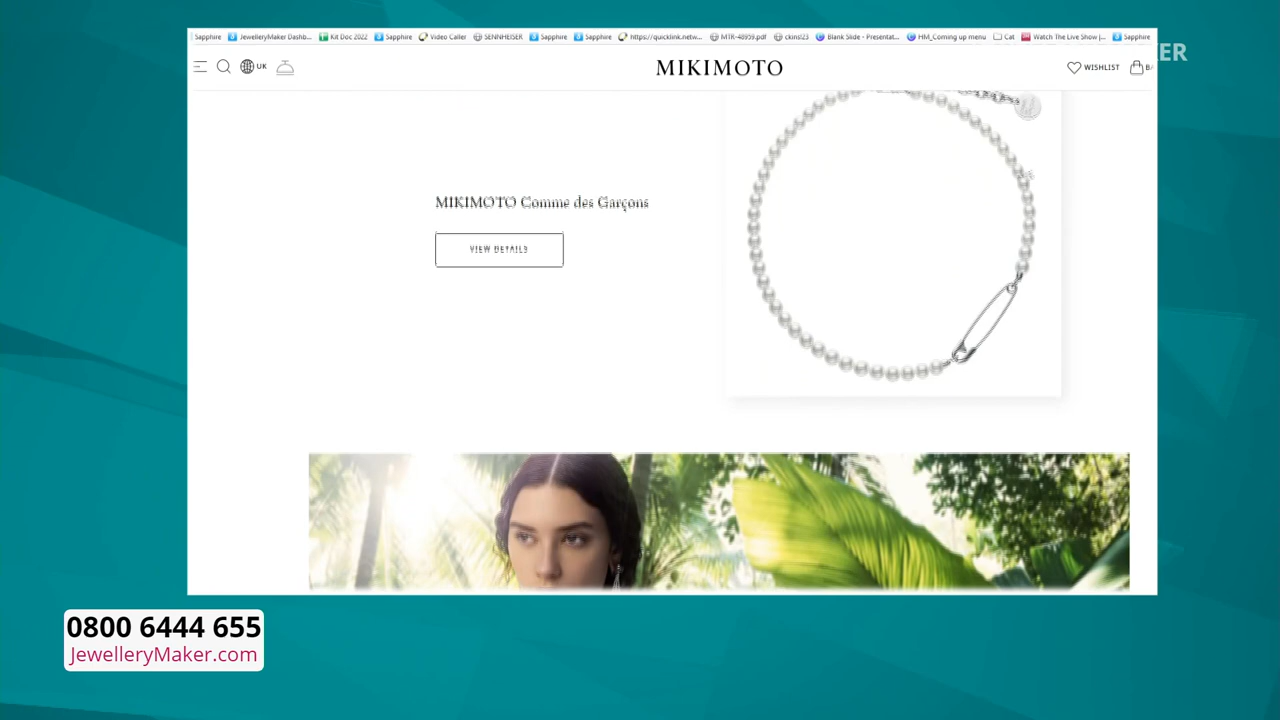 Sapphire JewelleryMaker Dashb... Kit Doc 2022 Sapphire Video Caller SENNHEISER Sapphire Sapphire https://quicklink.netw... MTR-48959.pdf ckinsl23 Blank Slide - Presentat... HM_Coming up menu Cat Watch The Live Show |... Sapphire
ER
UK
MIKIMOTO
WISHLIST
MIKIMOTO Comme des Garçons
VIEW DETAILS
0800 6444 655
JewelleryMaker.com